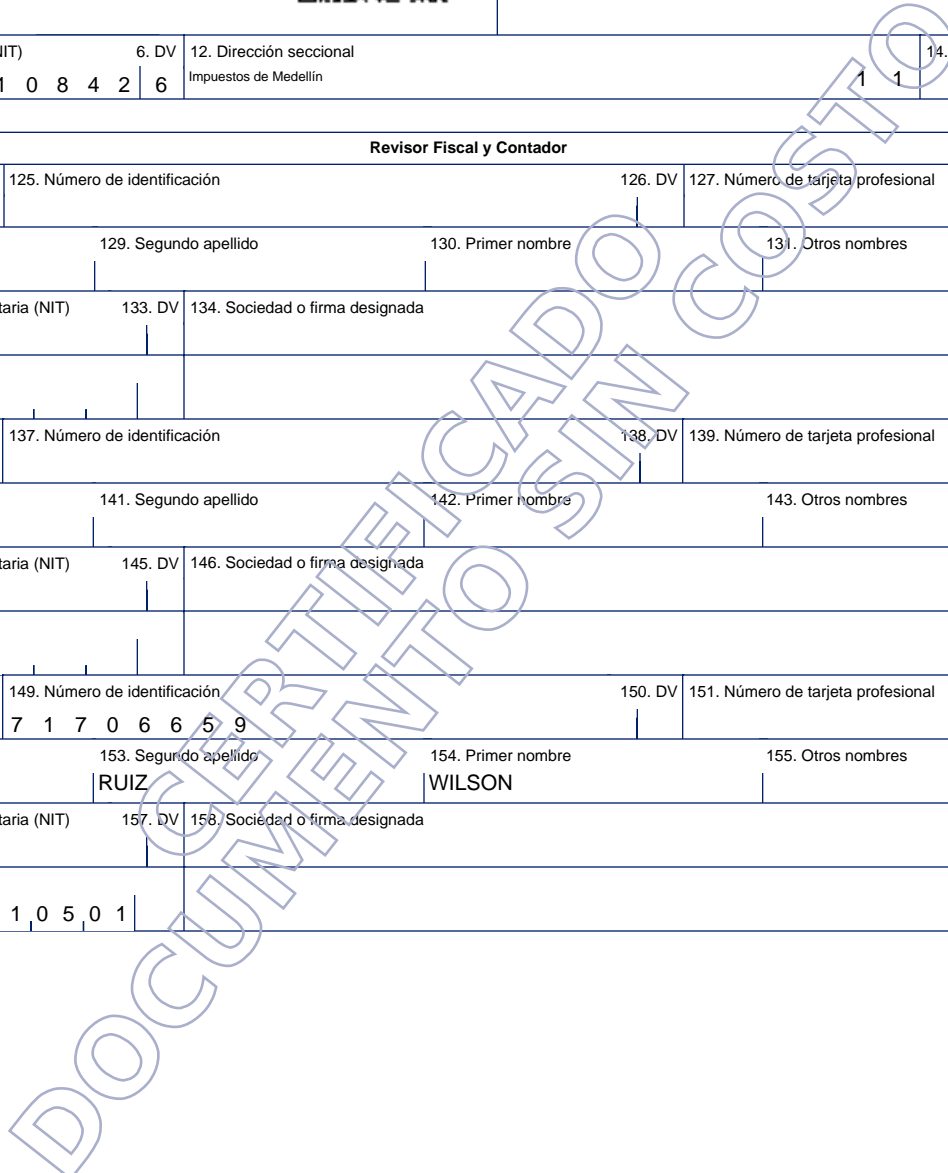 NIT) 6. DV 12. Dirección seccional 14.
1 0 8 4 2 6 Impuestos de Medellín 1 1
Revisor Fiscal y Contador
125. Número de identificación 126. DV 127. Número de tarjeta profesional
129. Segundo apellido 130. Primer nombre 131. Otros nombres
taria (NIT) 133. DV 134. Sociedad o firma designada
137. Número de identificación 138. DV 139. Número de tarjeta profesional
141. Segundo apellido 142. Primer nombre 143. Otros nombres
taria (NIT) 145. DV 146. Sociedad o firma designada
149. Número de identificación 150. DV 151. Número de tarjeta profesional
7 1 7 0 6 6 5 9
153. Segundo apellido 154. Primer nombre 155. Otros nombres
RUIZ WILSON
taria (NIT) 157. DV 158. Sociedad o firma designada
1 0 5 0 1
CERTIFICADO
DOCUMENTO SIN COSTO